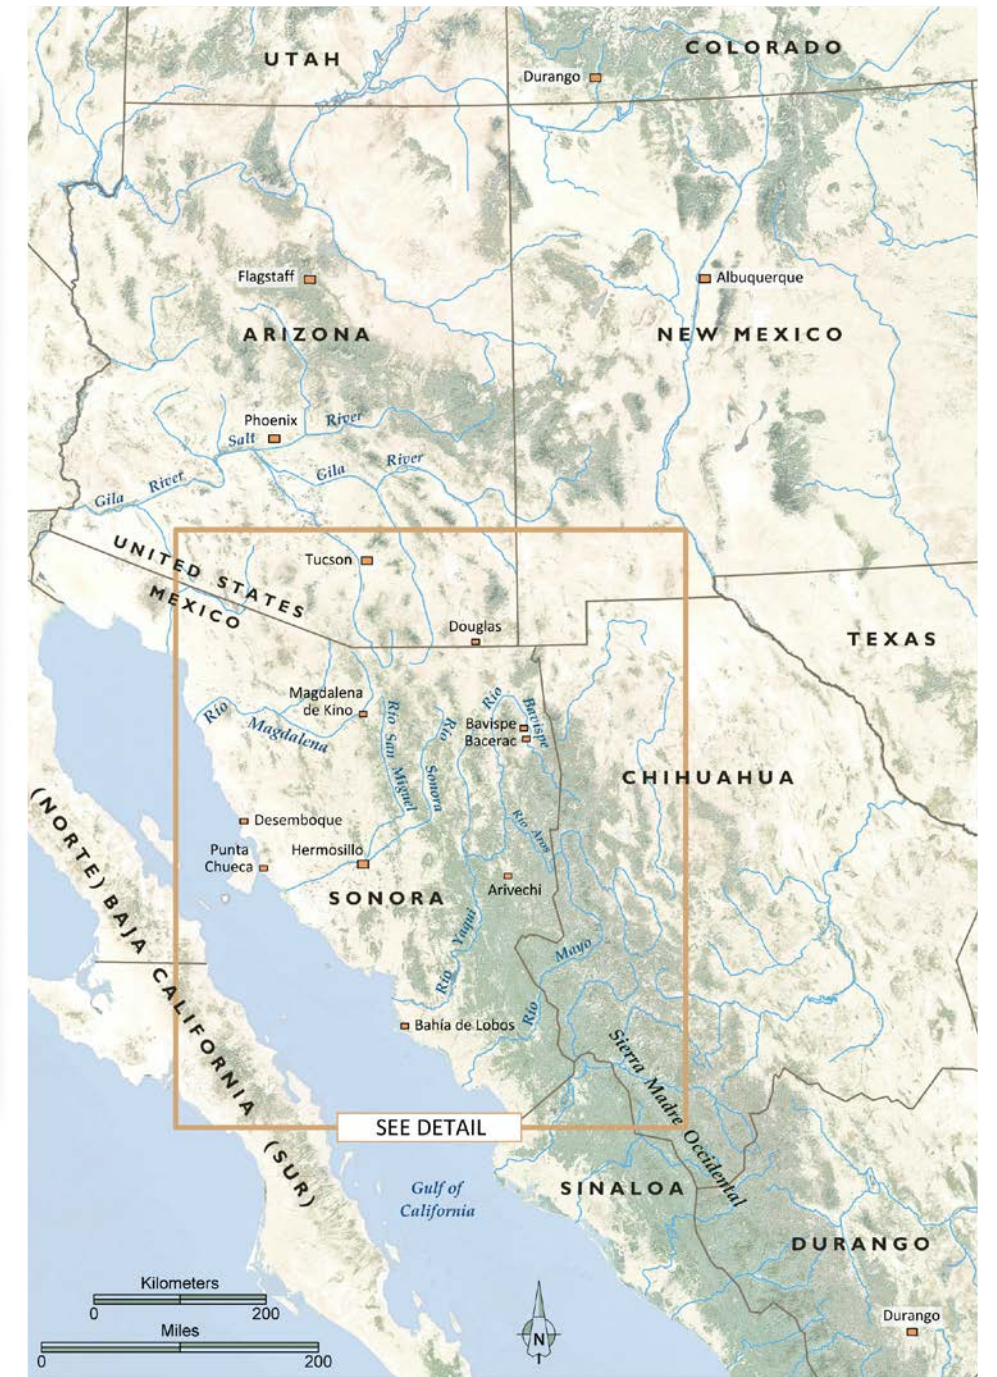 UTAH
COLORADO
Durango
Flagstaff
Albuquerque
ARIZONA
NEW MEXICO
Phoenix
Salt River
Gila River
Gila River
UNITED STATES
MEXICO
Tucson
Douglas
TEXAS
Magdalena
de Kino
Río Magdalena
Río San Miguel
Río Sonora
Río Bavispe
Bavispe
Bacerac
CHIHUAHUA
Río Aros
Desemboque
Punta
Chueca
Hermosillo
Arivechi
SONORA
(NORTE) BAJA CALIFORNIA (SUR)
Río Yaqui
Río Mayo
Bahía de Lobos
Sierra Madre Occidental
SEE DETAIL
Gulf of
California
SINALOA
DURANGO
Durango
Kilometers
0 200
Miles
0 200
N